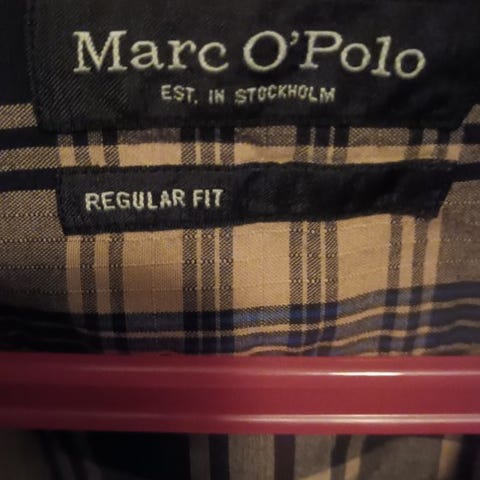 Marc O'Polo
EST. IN STOCKHOLM
REGULAR FIT